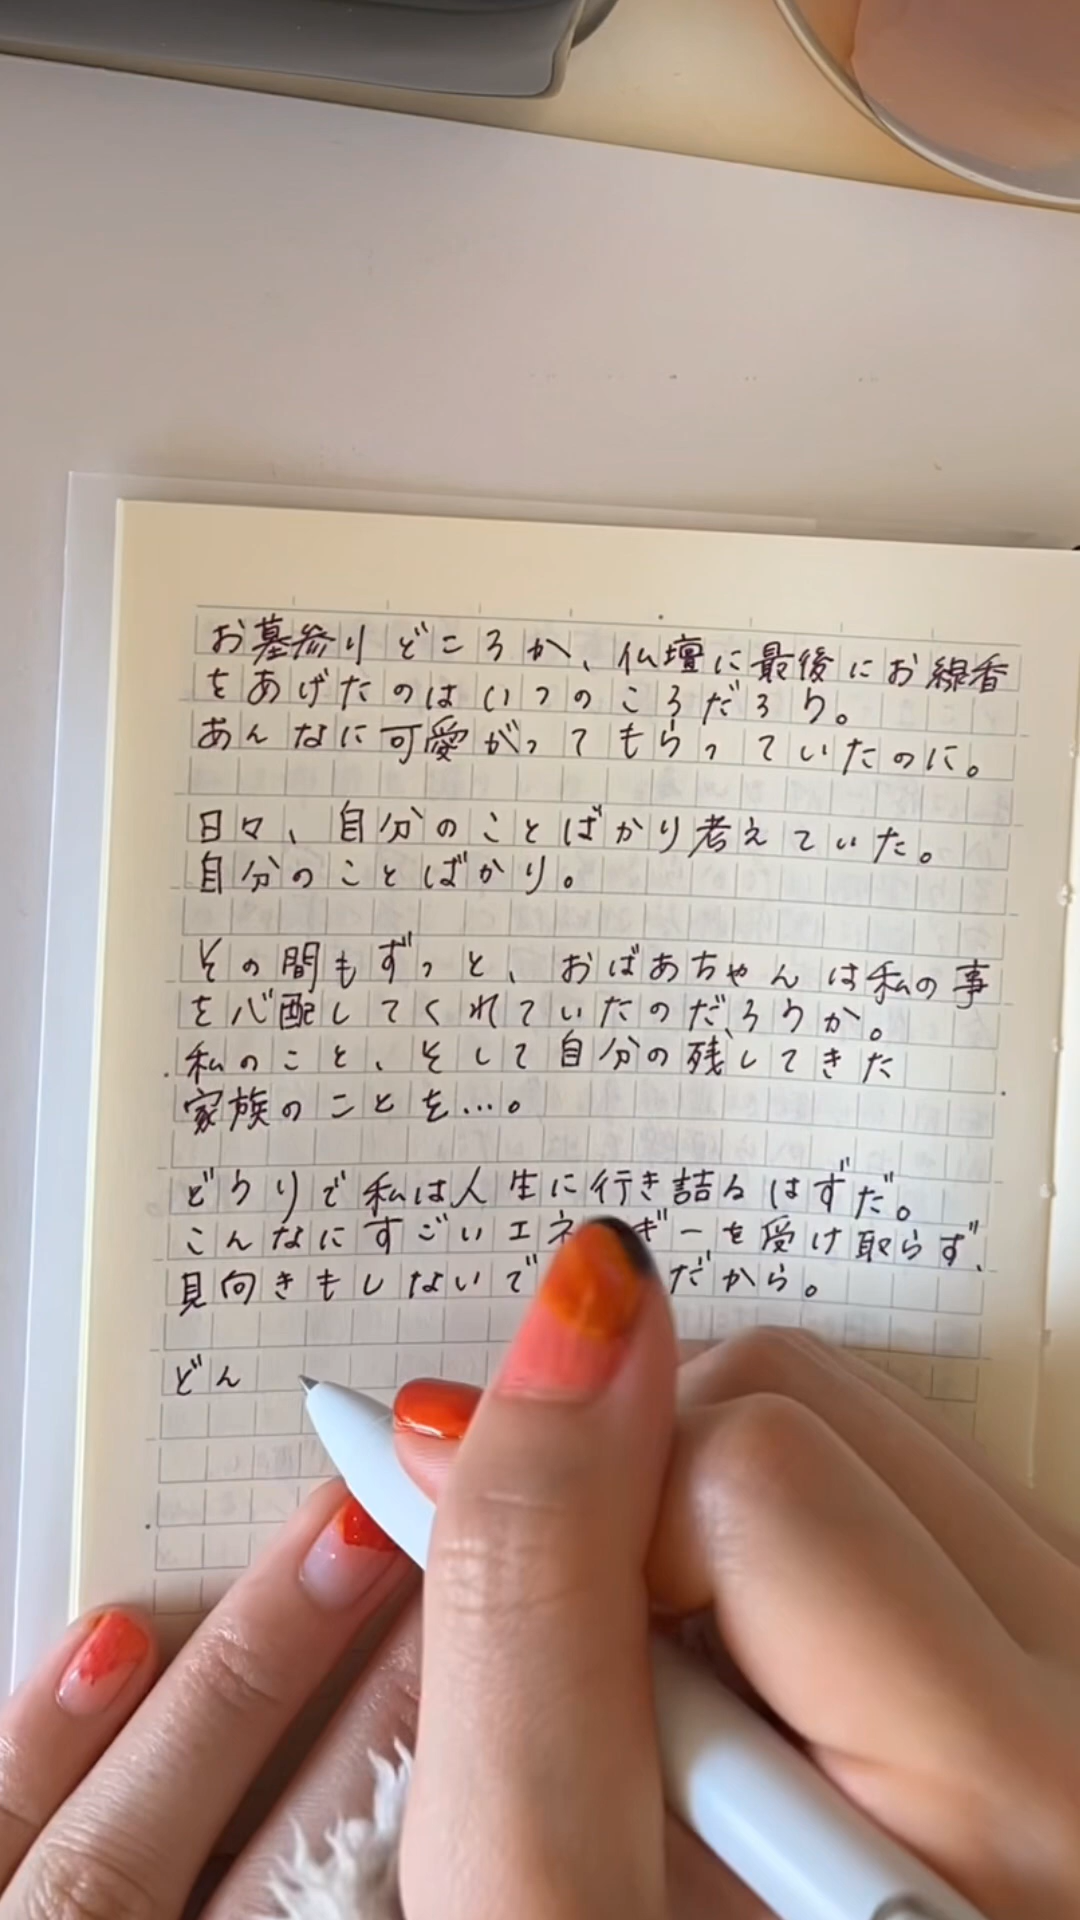 お墓参りどころか、仏壇に最後にお線香
をあげたのはいつのころだろう。
あんなに可愛がってもらっていたのに。
日々、自分のことばかり考えていた。
自分のことばかり。
その間もずっと、おばあちゃんは私の事
を心配してくれていたのだろうか。
私のこと、そして自分の残してきた
家族のことを…。
どうりで私は人生に行き詰るはずだ。
こんなにすごいエネ ギーを受け取らず、
見向きもしないで だから。
どん